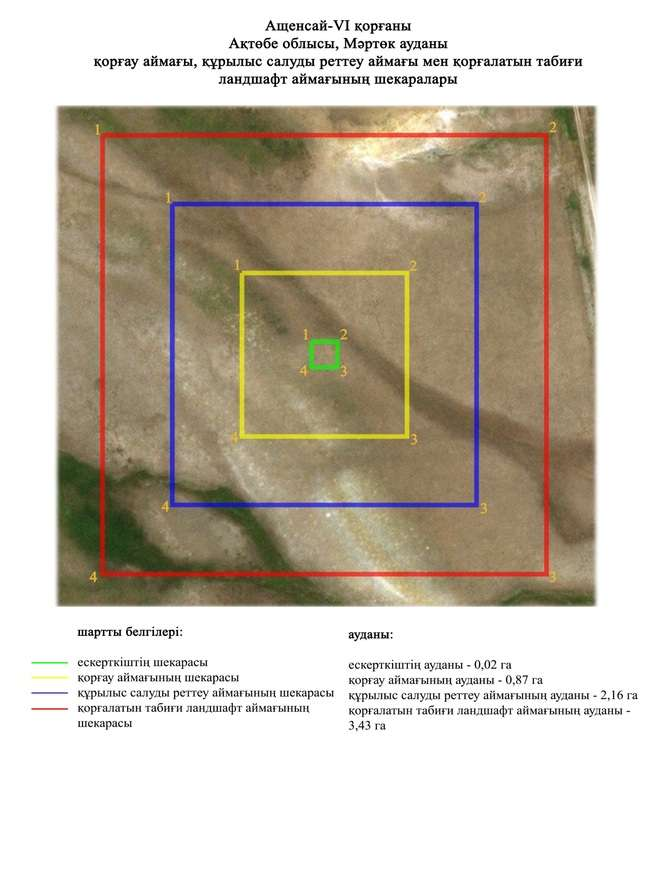 Ащенсай-VI қорғаны
Ақтөбе облысы, Мәртөк ауданы
қорғау аймағы, құрылыс салуды реттеу аймағы мен қорғалатын табиғи
ландшафт аймағының шекаралары
1 2
1 2
1 2
1 2
4 3
4 3
4 3
4 3
шартты белгілері:
ескерткіштің шекарасы
қорғау аймағының шекарасы
құрылыс салуды реттеу аймағының шекарасы
қорғалатын табиғи ландшафт аймағының
шекарасы
ауданы:
ескерткіштің ауданы - 0,02 га
қорғау аймағының ауданы - 0,87 га
құрылыс салуды реттеу аймағының ауданы - 2,16 га
қорғалатын табиғи ландшафт аймағының ауданы -
3,43 га